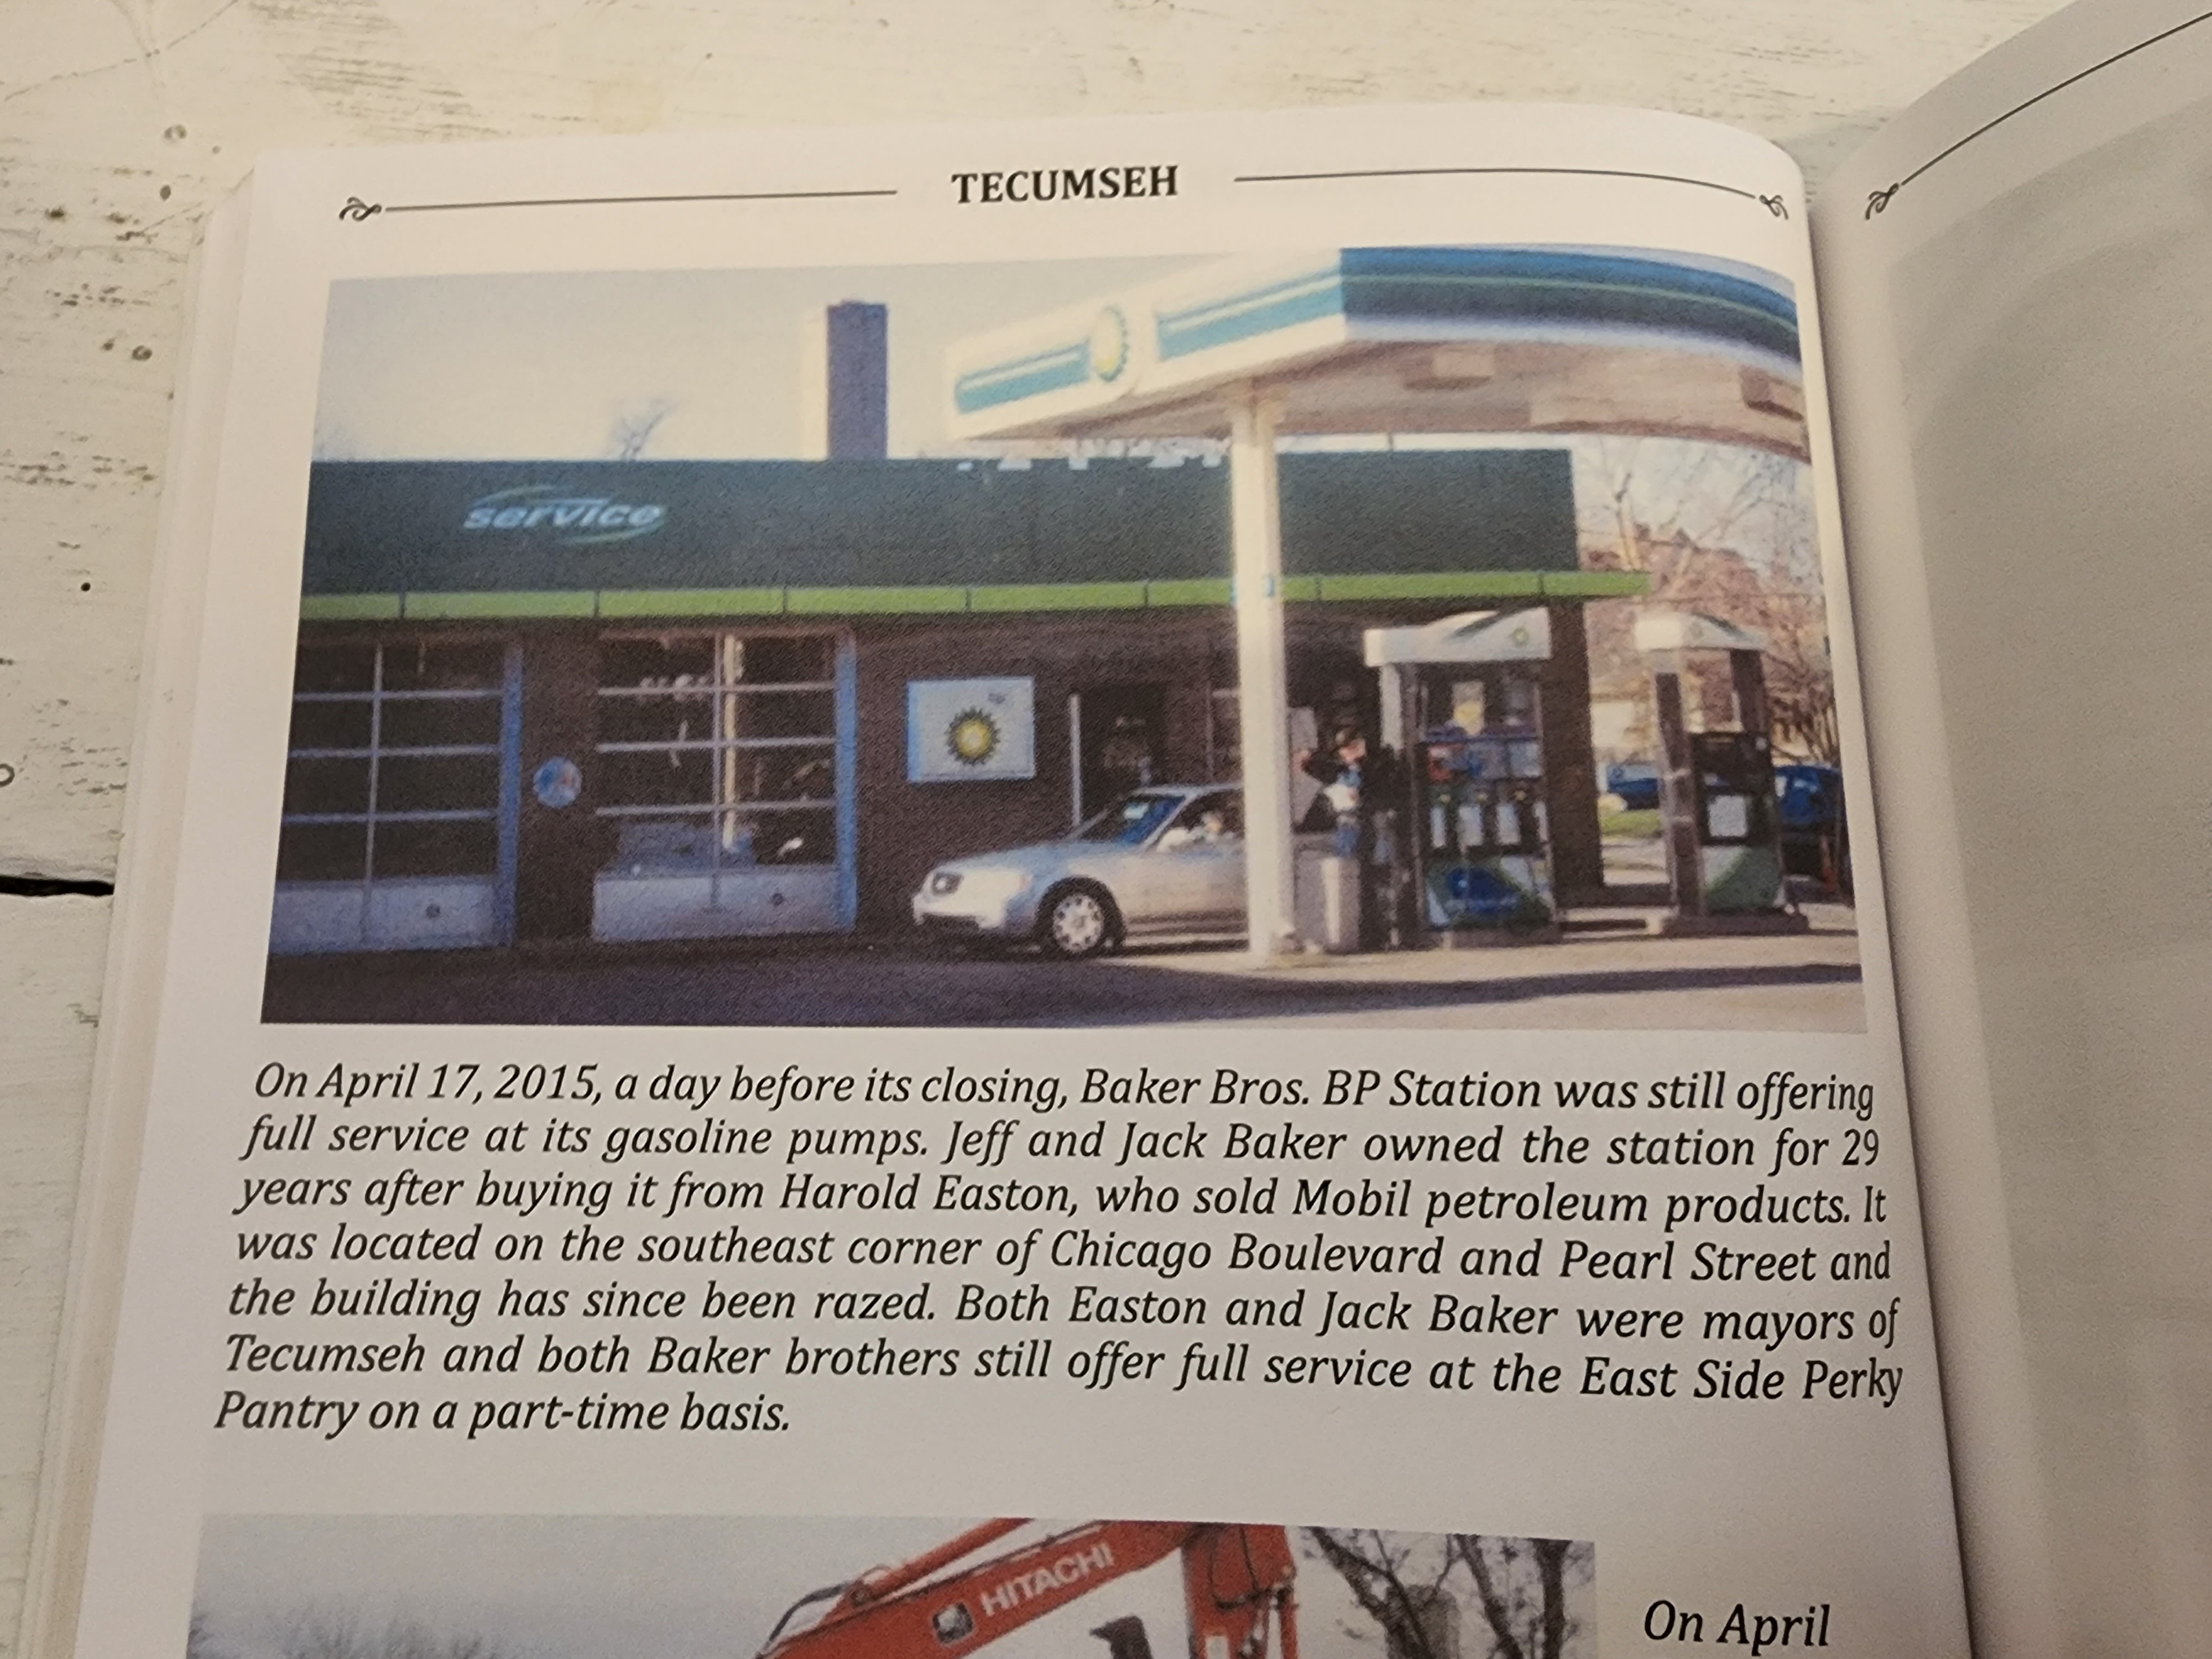 TECUMSEH
service
On April 17, 2015, a day before its closing, Baker Bros. BP Station was still offering
full service at its gasoline pumps. Jeff and Jack Baker owned the station for 29
years after buying it from Harold Easton, who sold Mobil petroleum products. It
was located on the southeast corner of Chicago Boulevard and Pearl Street and
the building has since been razed. Both Easton and Jack Baker were mayors of
Tecumseh and both Baker brothers still offer full service at the East Side Perky
Pantry on a part-time basis.
HITACHI
On April